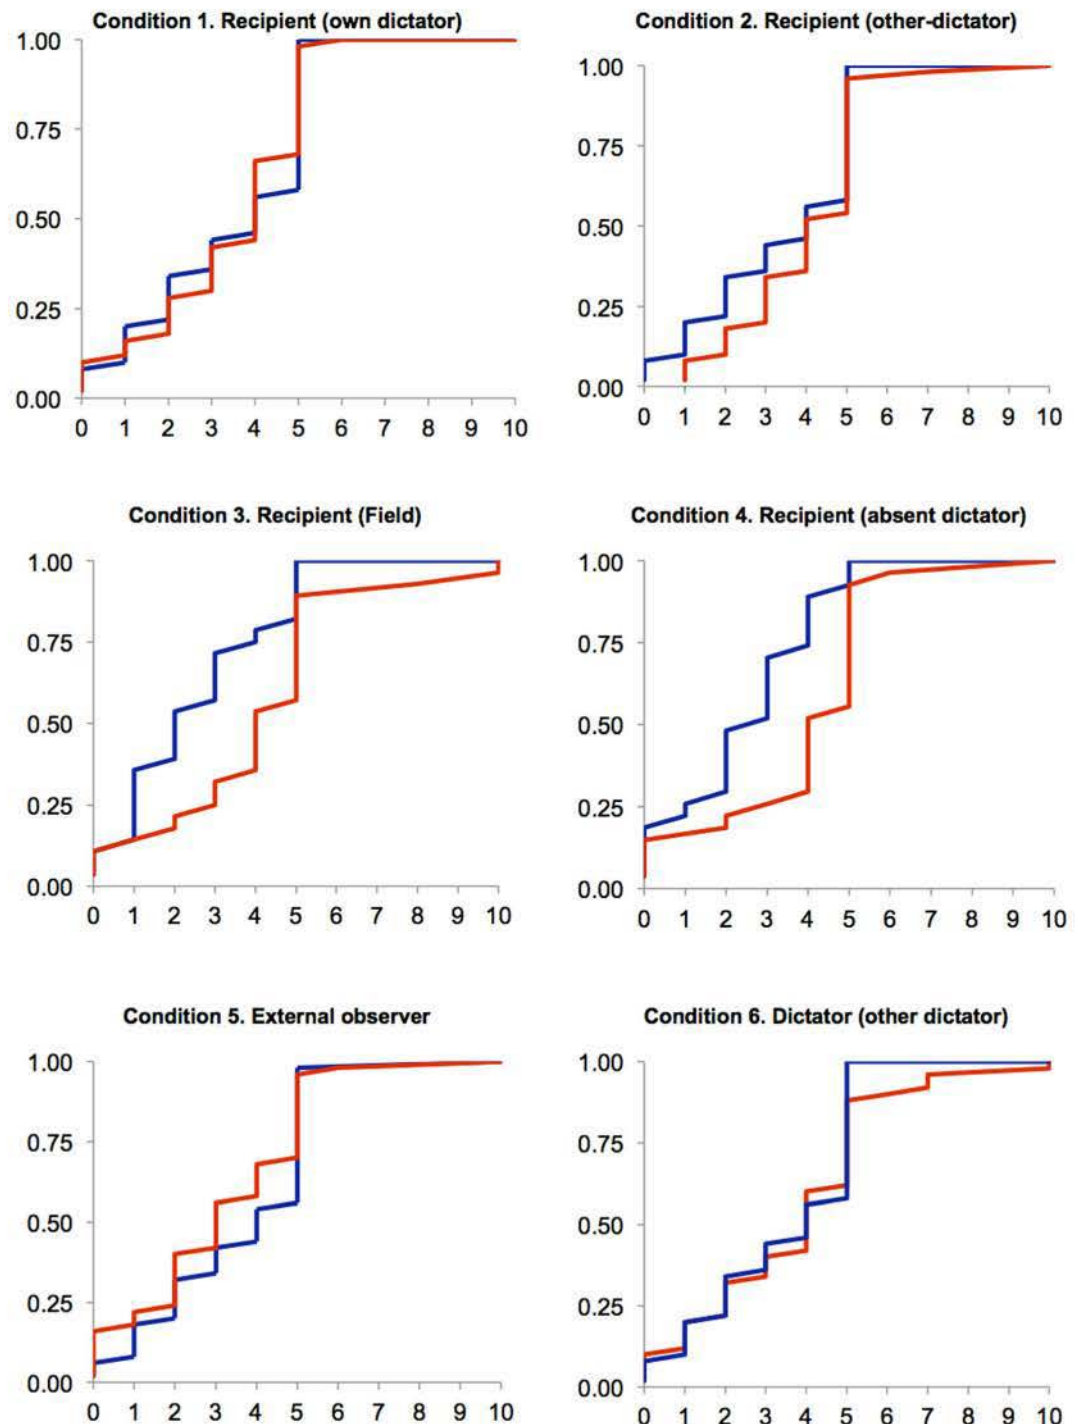 Condition 1. Recipient (own dictator)
1.00
0.75
0.50
0.25
0.00
0 1 2 3 4 5 6 7 8 9 10
Condition 2. Recipient (other-dictator)
1.00
0.75
0.50
0.25
0.00
0 1 2 3 4 5 6 7 8 9 10
Condition 3. Recipient (Field)
1.00
0.75
0.50
0.25
0.00
0 1 2 3 4 5 6 7 8 9 10
Condition 4. Recipient (absent dictator)
1.00
0.75
0.50
0.25
0.00
0 1 2 3 4 5 6 7 8 9 10
Condition 5. External observer
1.00
0.75
0.50
0.25
0.00
0 1 2 3 4 5 6 7 8 9 10
Condition 6. Dictator (other dictator)
1.00
0.75
0.50
0.25
0.00
0 1 2 3 4 5 6 7 8 9 10